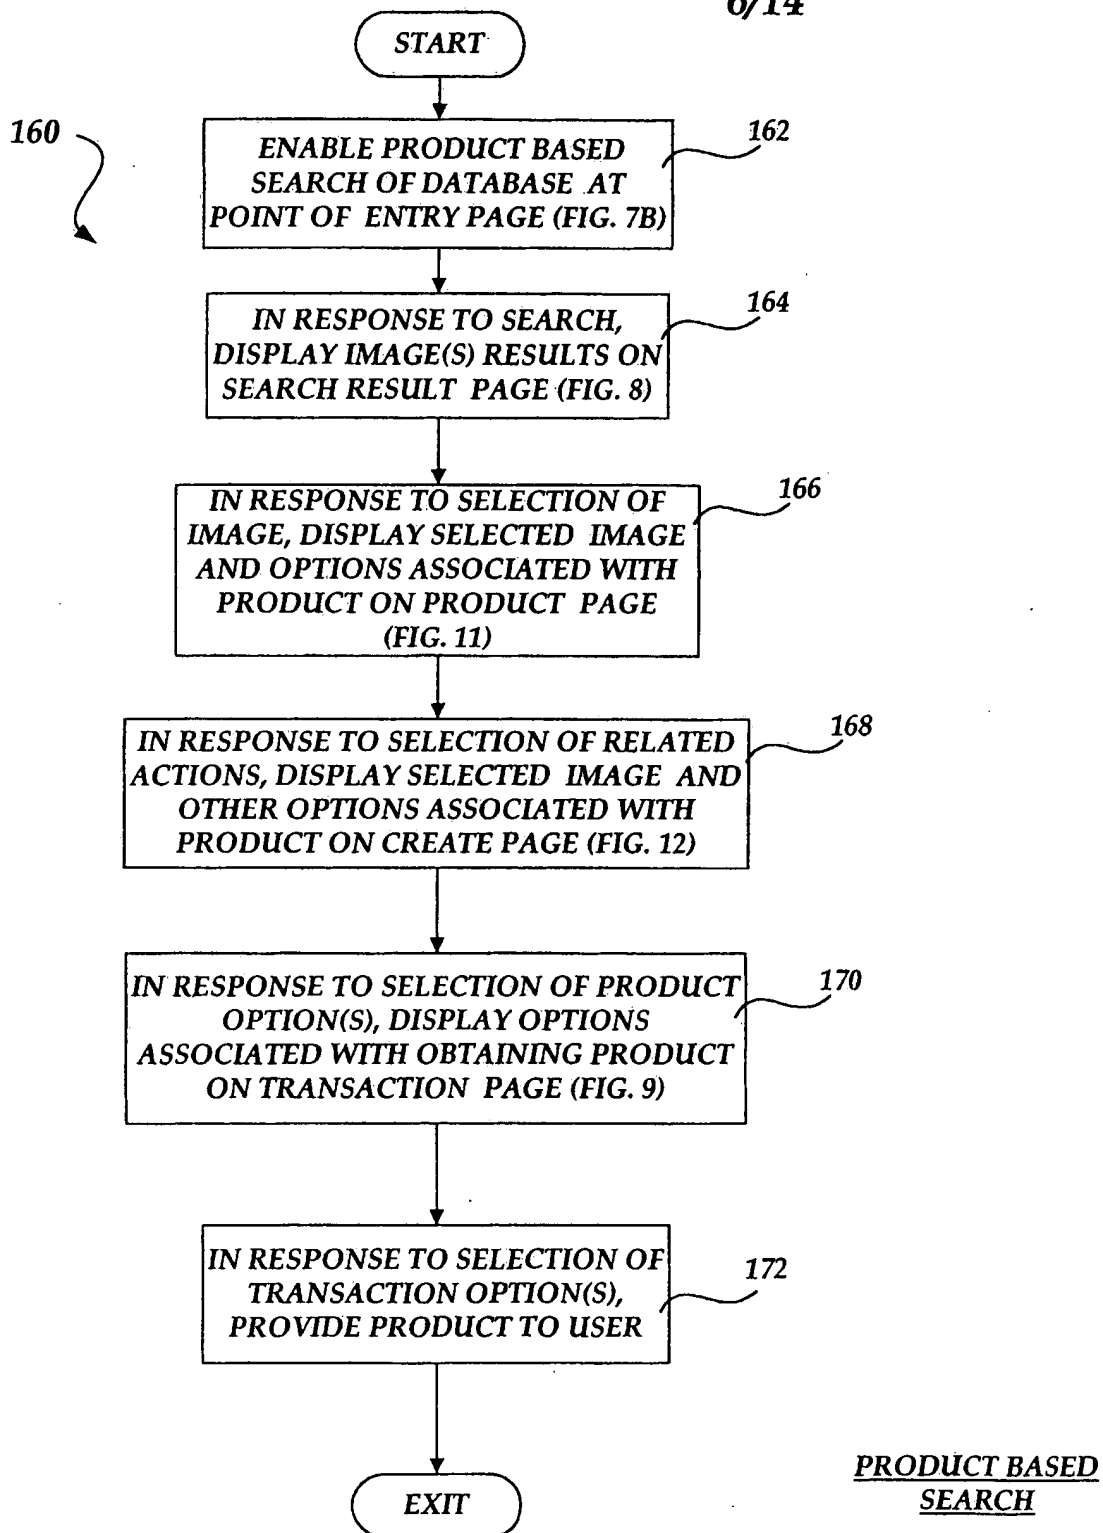 6/14
START
160
162
ENABLE PRODUCT BASED
SEARCH OF DATABASE AT
POINT OF ENTRY PAGE (FIG. 7B)
164
IN RESPONSE TO SEARCH,
DISPLAY IMAGE(S) RESULTS ON
SEARCH RESULT PAGE (FIG. 8)
166
IN RESPONSE TO SELECTION OF
IMAGE, DISPLAY SELECTED IMAGE
AND OPTIONS ASSOCIATED WITH
PRODUCT ON PRODUCT PAGE
(FIG. 11)
168
IN RESPONSE TO SELECTION OF RELATED
ACTIONS, DISPLAY SELECTED IMAGE AND
OTHER OPTIONS ASSOCIATED WITH
PRODUCT ON CREATE PAGE (FIG. 12)
170
IN RESPONSE TO SELECTION OF PRODUCT
OPTION(S), DISPLAY OPTIONS
ASSOCIATED WITH OBTAINING PRODUCT
ON TRANSACTION PAGE (FIG. 9)
172
IN RESPONSE TO SELECTION OF
TRANSACTION OPTION(S),
PROVIDE PRODUCT TO USER
EXIT
PRODUCT BASED
SEARCH